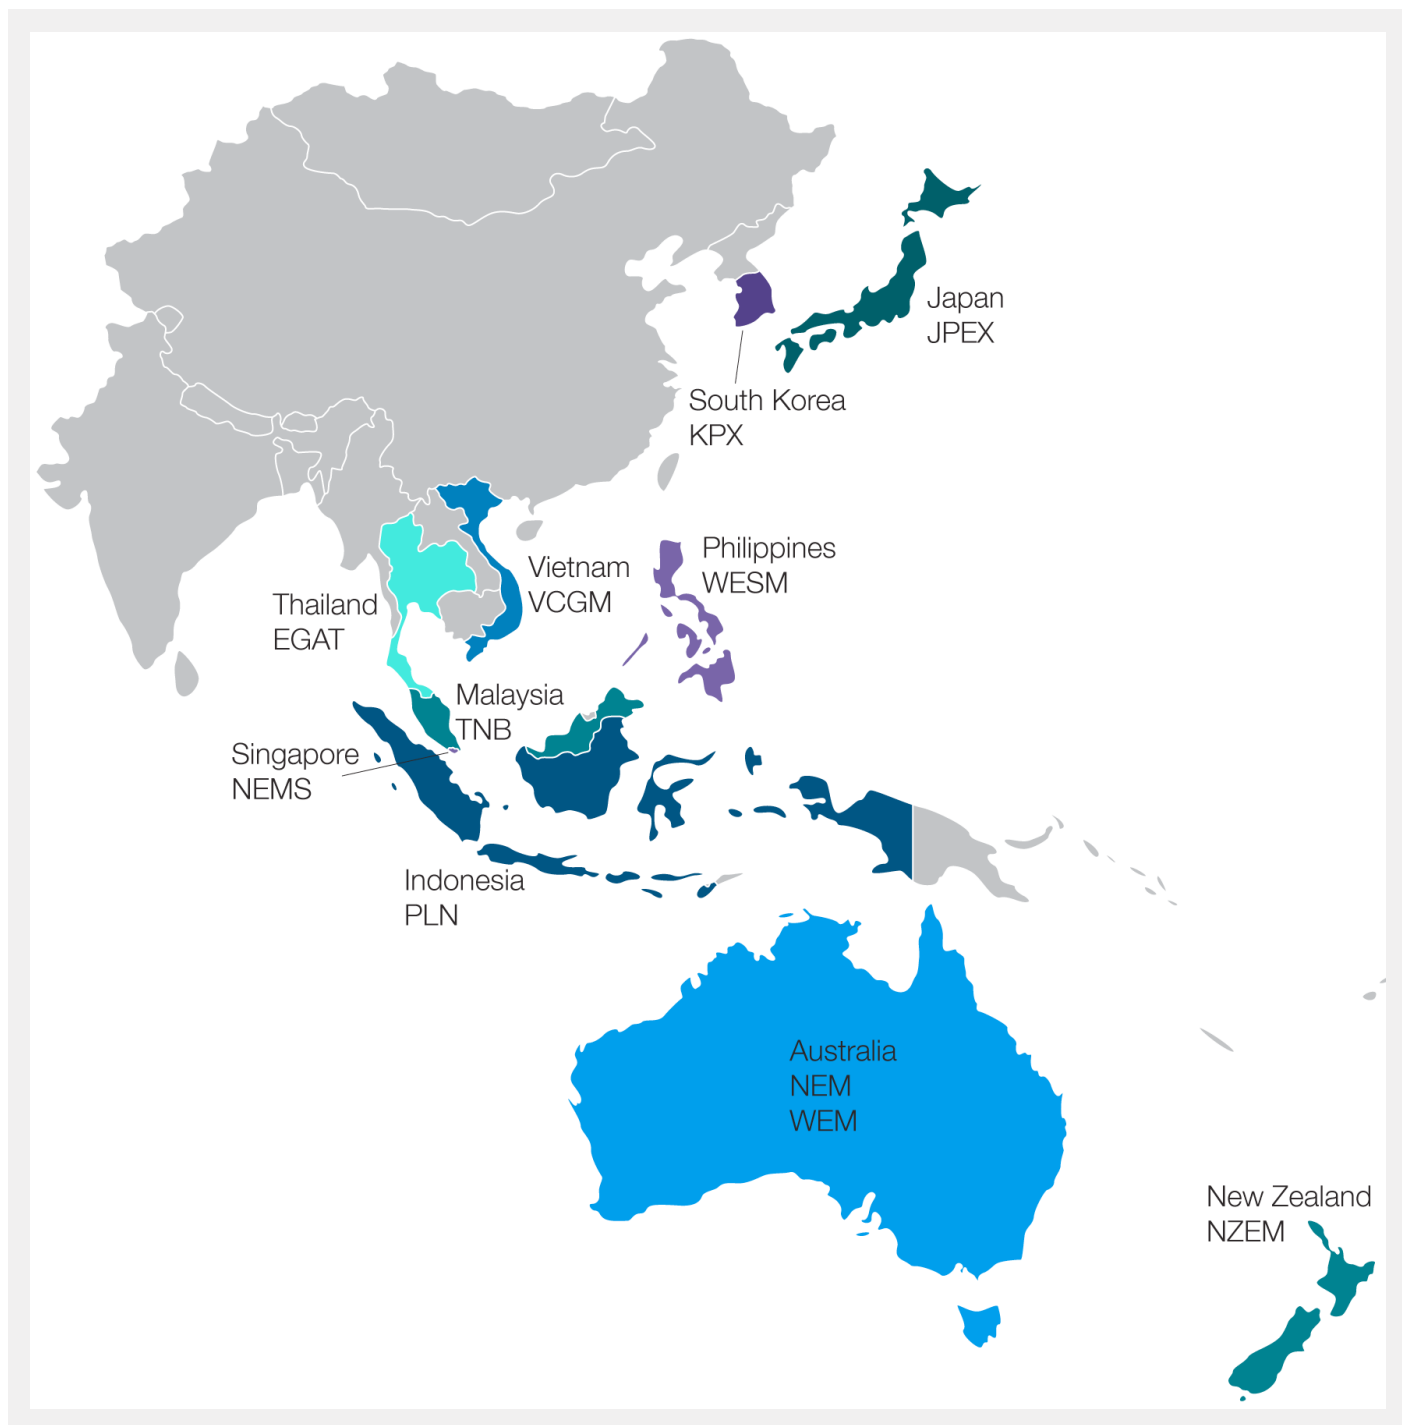 Japan
JPEX
South Korea
KPX
Philippines
WESM
Vietnam
VCGM
Thailand
EGAT
Malaysia
TNB
Singapore
NEMS
Indonesia
PLN
Australia
NEM
WEM
New Zealand
NZEM